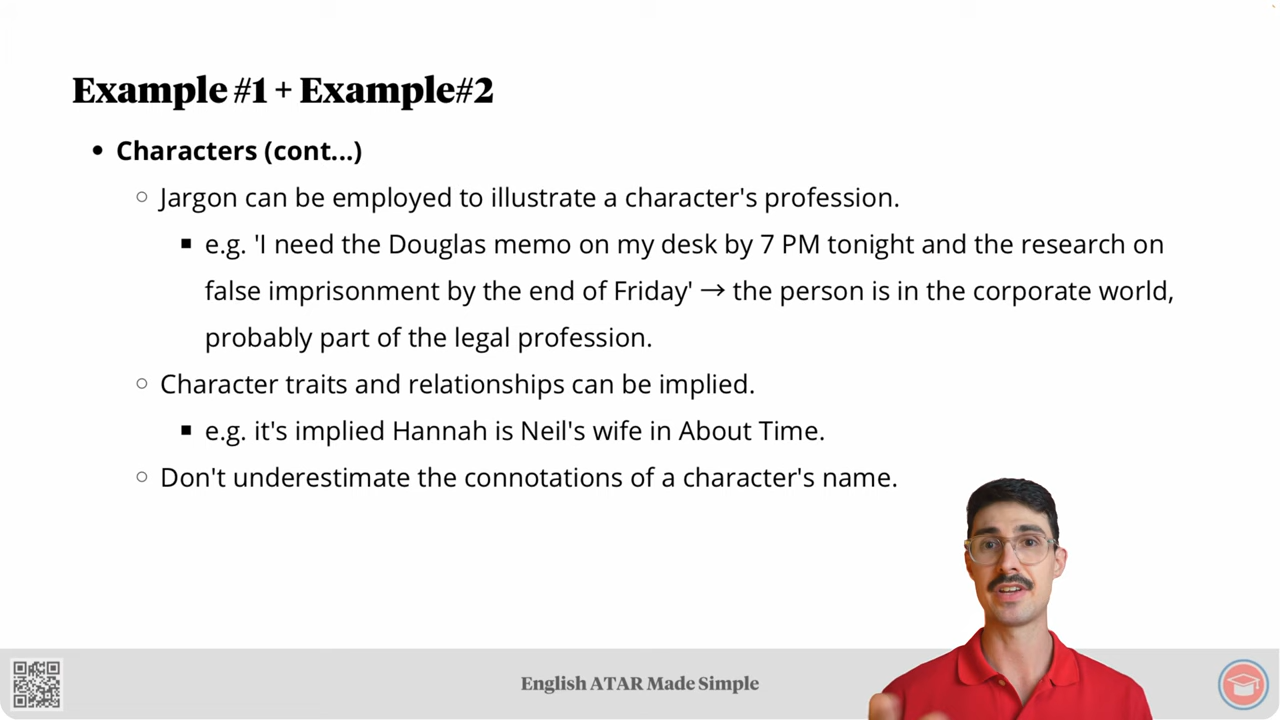 Example #1 + Example#2
• Characters (cont...)
○ Jargon can be employed to illustrate a character's profession.
■ e.g. 'I need the Douglas memo on my desk by 7 PM tonight and the research on
false imprisonment by the end of Friday' → the person is in the corporate world,
probably part of the legal profession.
○ Character traits and relationships can be implied.
■ e.g. it's implied Hannah is Neil's wife in About Time.
○ Don't underestimate the connotations of a character's name.
English ATAR Made Simple